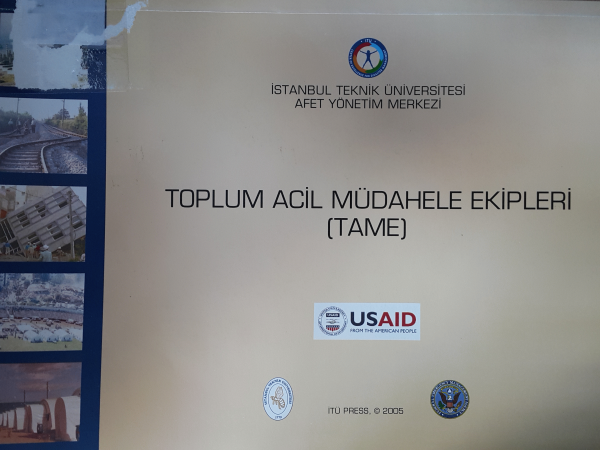 İSTANBUL TEKNİK ÜNİVERSİTESİ
AFET YÖNETİM MERKEZİ
TOPLUM ACİL MÜDAHELE EKİPLERİ
(TAME)
USAID
USAID
FROM THE AMERICAN PEOPLE
İTÜ PRESS, © 2005